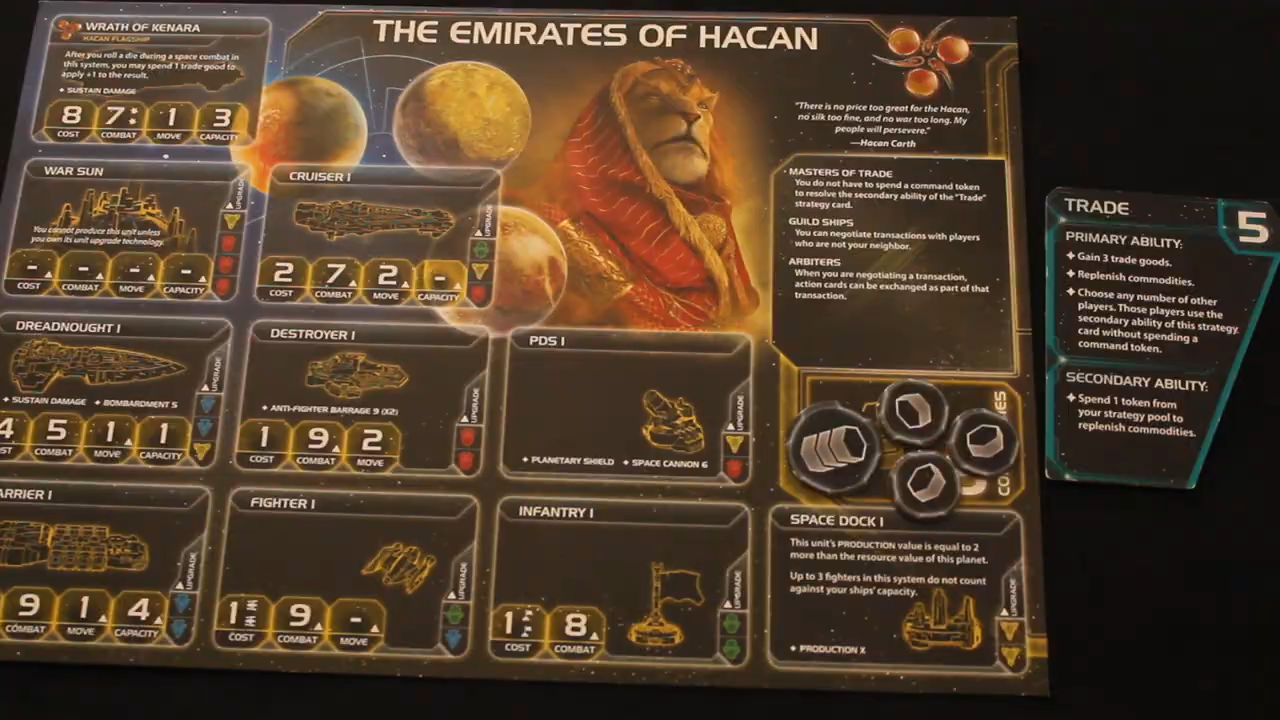 THE EMIRATES OF HACAN
WRATH OF KENARA
HACAN FLAGSHIP
After you roll a die during a space combat in
this system, you may spend 1 trade good to
apply +1 to the result.
SUSTAIN DAMAGE
8 7 1 3
COST COMBAT MOVE CAPACITY
"There is no price too great for the Hacan,
no silk too fine, and no war too long. My
people will persevere."
—Hacan Carth
WAR SUN
You cannot produce this unit unless
you own its unit upgrade technology.
- - - -
COST COMBAT MOVE CAPACITY
UPGRADE
CRUISER I
2 7 2 -
COST COMBAT MOVE CAPACITY
UPGRADE
MASTERS OF TRADE
You do not have to spend a command token
to resolve the secondary ability of the "Trade"
strategy card.
GUILD SHIPS
You can negotiate transactions with players
who are not your neighbor.
ARBITERS
When you are negotiating a transaction,
action cards can be exchanged as part of that
transaction.
DREADNOUGHT I
SUSTAIN DAMAGE BOMBARDMENT 5
4 5 1 1
COST COMBAT MOVE CAPACITY
UPGRADE
DESTROYER I
ANTI-FIGHTER BARRAGE 9 (X2)
1 9 2
COST COMBAT MOVE
UPGRADE
PDS I
PLANETARY SHIELD SPACE CANNON 6
UPGRADE
ARRIER I
9 1 4
COMBAT MOVE CAPACITY
UPGRADE
FIGHTER I
1 9 -
COST COMBAT MOVE
UPGRADE
INFANTRY I
1 8
COST COMBAT
UPGRADE
SPACE DOCK I
This unit's PRODUCTION value is equal to 2
more than the resource value of this planet.
Up to 3 fighters in this system do not count
against your ships' capacity.
PRODUCTION X
UPGRADE
TRADE 5
PRIMARY ABILITY:
Gain 3 trade goods.
Replenish commodities.
Choose any number of other
players. Those players use the
secondary ability of this strategy
card without spending a
command token.
SECONDARY ABILITY:
Spend 1 token from
your strategy pool to
replenish commodities.